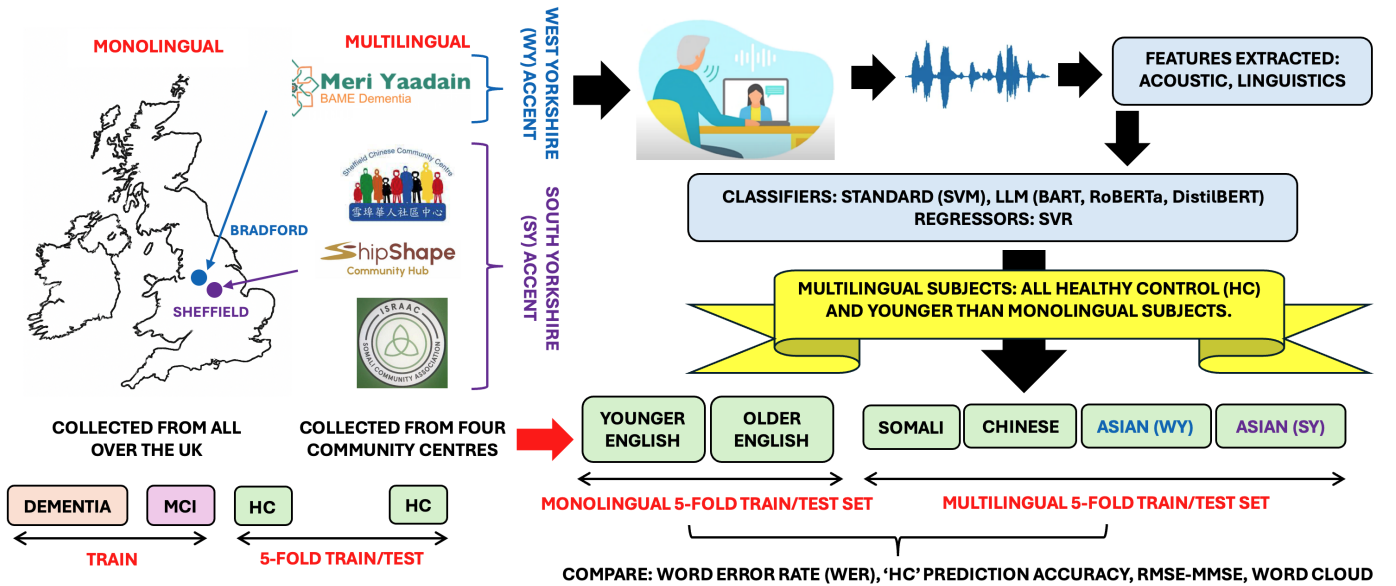 MONOLINGUAL
MULTILINGUAL
Meri Yaadain
BAME Dementia
WEST YORKSHIRE
(WY) ACCENT
FEATURES EXTRACTED:
ACOUSTIC, LINGUISTICS
Sheffield Chinese Community Centre
雪埠華人社區中心
CLASSIFIERS: STANDARD (SVM), LLM (BART, RoBERTa, DistilBERT)
REGRESSORS: SVR
SOUTH YORKSHIRE
(SY) ACCENT
BRADFORD
ShipShape
Community Hub
SHEFFIELD
MULTILINGUAL SUBJECTS: ALL HEALTHY CONTROL (HC)
AND YOUNGER THAN MONOLINGUAL SUBJECTS.
ISRAAC
SOMALI COMMUNITY ASSOCIATION
COLLECTED FROM ALL
OVER THE UK
COLLECTED FROM FOUR
COMMUNITY CENTRES
YOUNGER
ENGLISH
OLDER
ENGLISH
SOMALI
CHINESE
ASIAN (WY)
ASIAN (SY)
MONOLINGUAL 5-FOLD TRAIN/TEST SET
MULTILINGUAL 5-FOLD TRAIN/TEST SET
DEMENTIA
MCI
HC
HC
TRAIN
5-FOLD TRAIN/TEST
COMPARE: WORD ERROR RATE (WER), ‘HC’ PREDICTION ACCURACY, RMSE-MMSE, WORD CLOUD